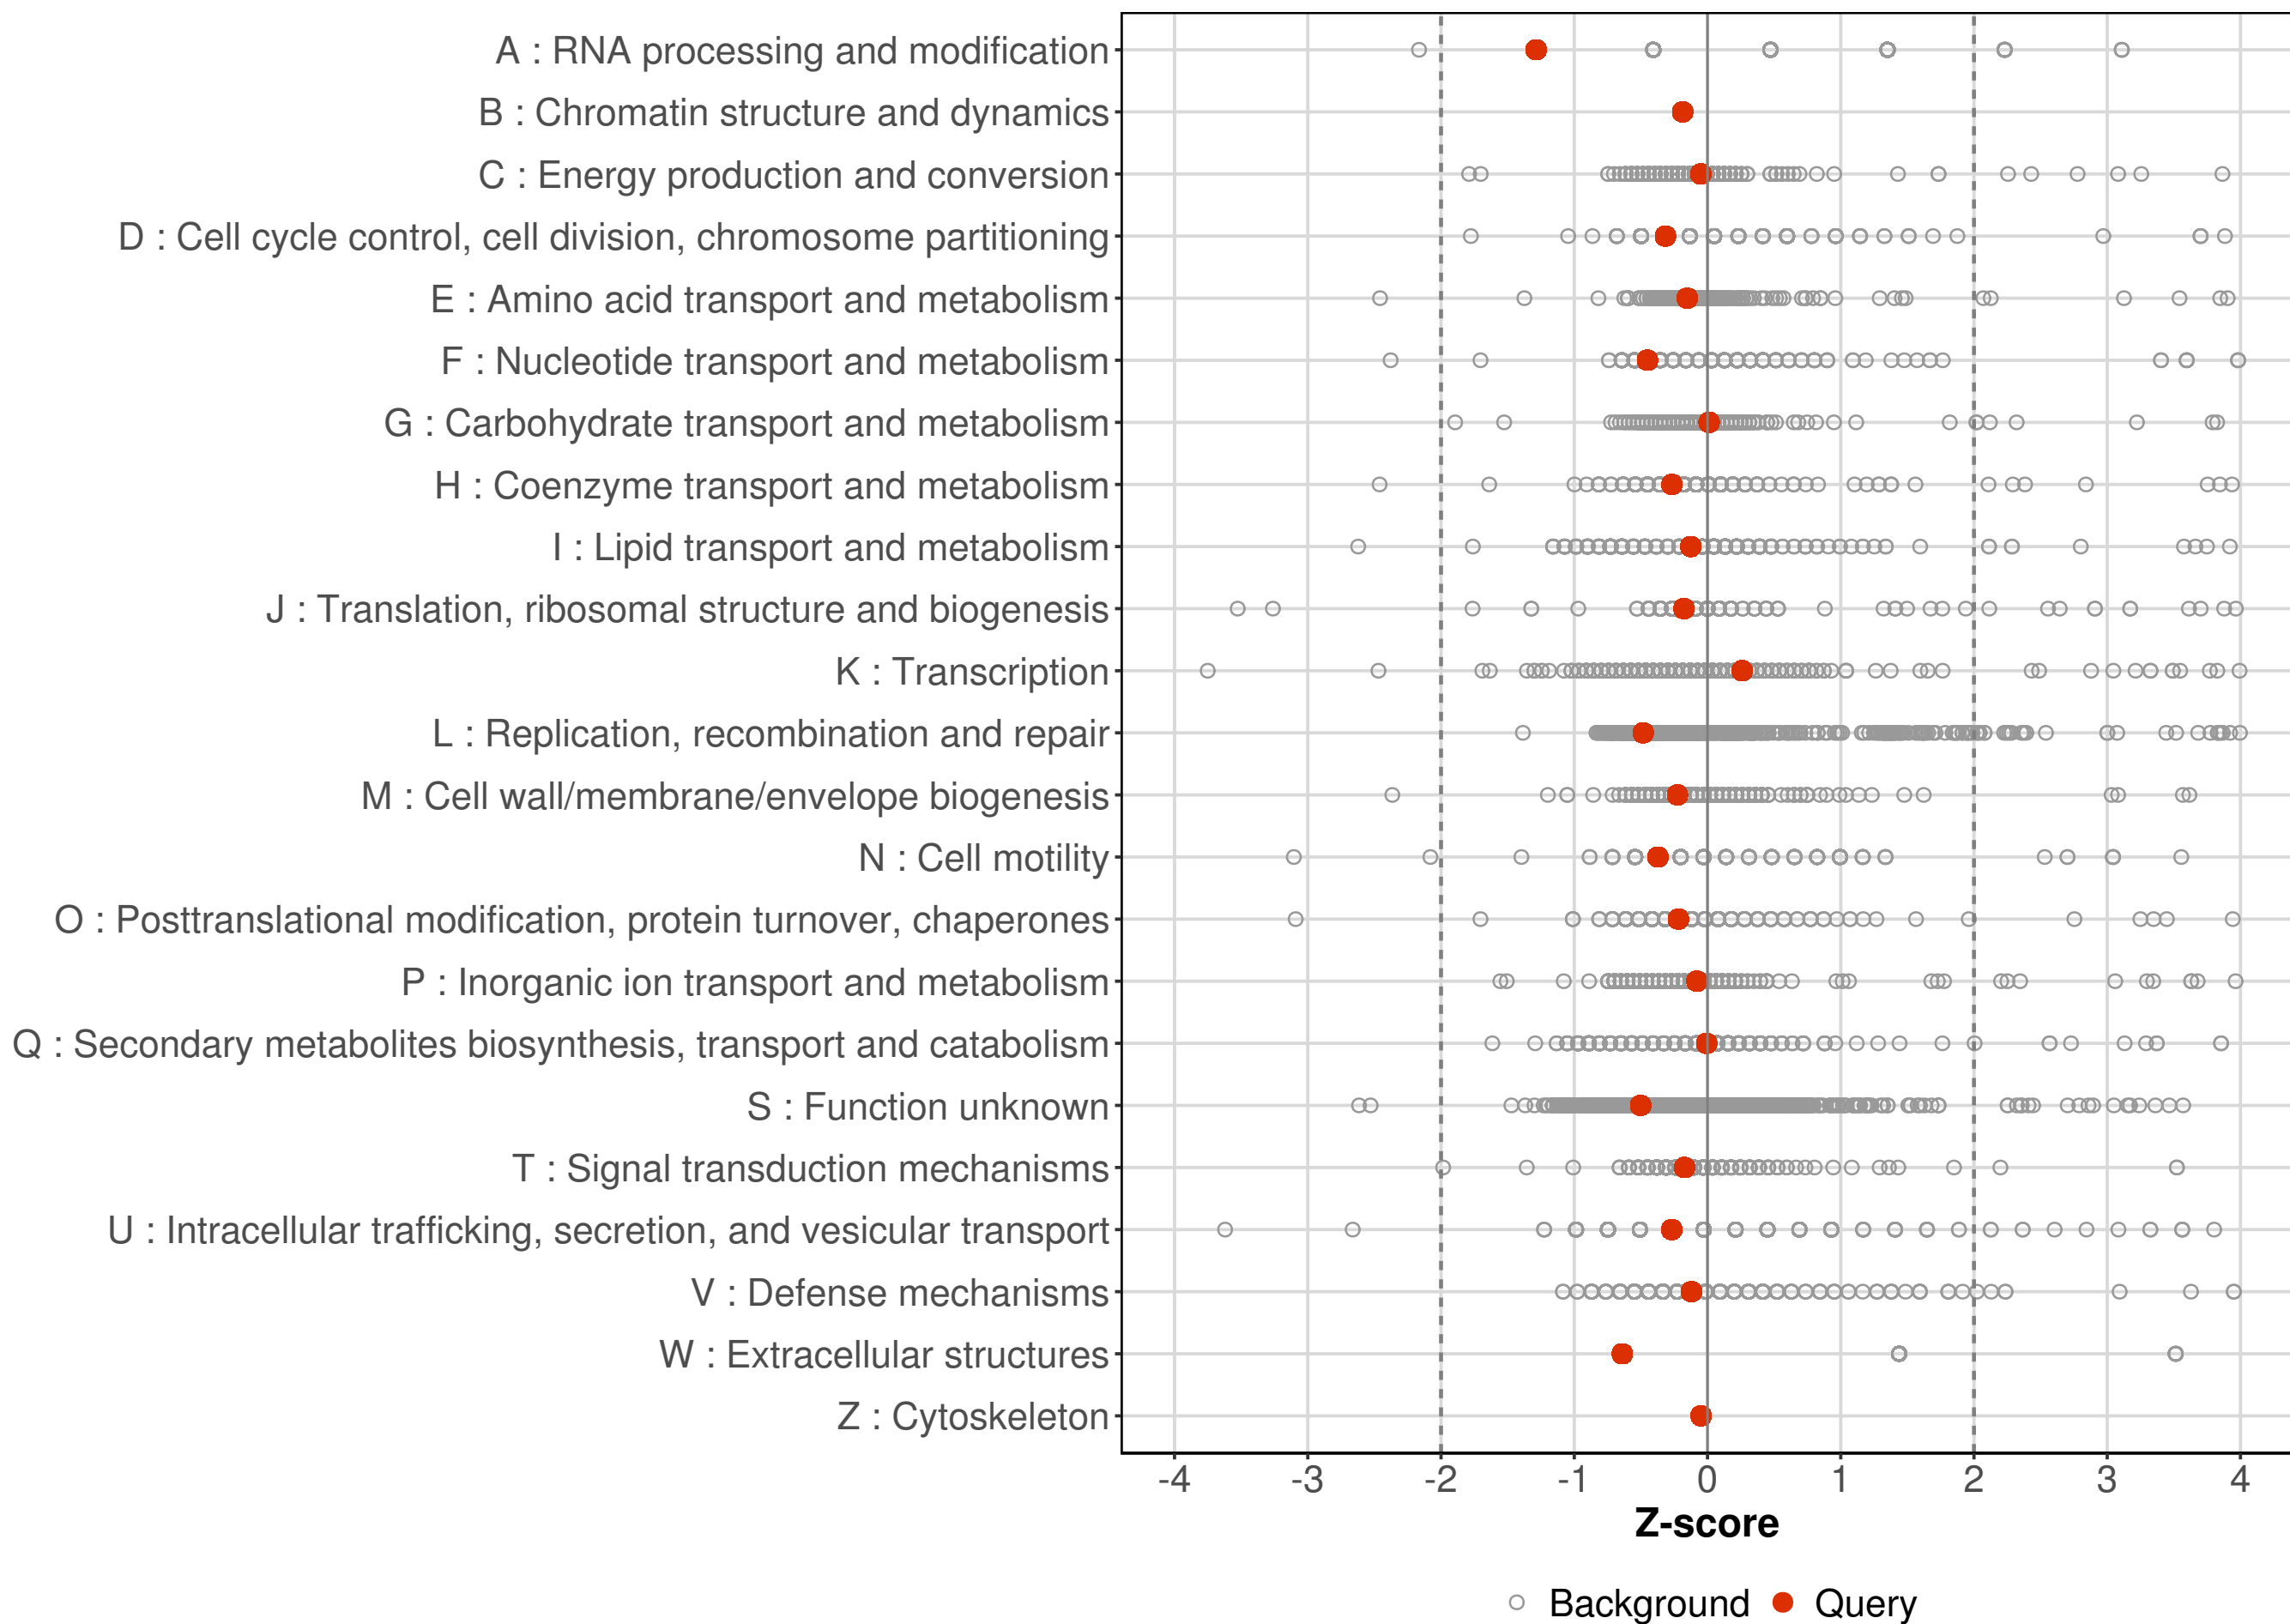 A : RNA processing and modification
B : Chromatin structure and dynamics
C : Energy production and conversion
D : Cell cycle control, cell division, chromosome partitioning
E : Amino acid transport and metabolism
F : Nucleotide transport and metabolism
G : Carbohydrate transport and metabolism
H : Coenzyme transport and metabolism
I : Lipid transport and metabolism
J : Translation, ribosomal structure and biogenesis
K : Transcription
L : Replication, recombination and repair
M : Cell wall/membrane/envelope biogenesis
N : Cell motility
O : Posttranslational modification, protein turnover, chaperones
P : Inorganic ion transport and metabolism
Q : Secondary metabolites biosynthesis, transport and catabolism
S : Function unknown
T : Signal transduction mechanisms
U : Intracellular trafficking, secretion, and vesicular transport
V : Defense mechanisms
W : Extracellular structures
Z : Cytoskeleton
-4 -3 -2 -1 0 1 2 3 4
Z-score
Background Query